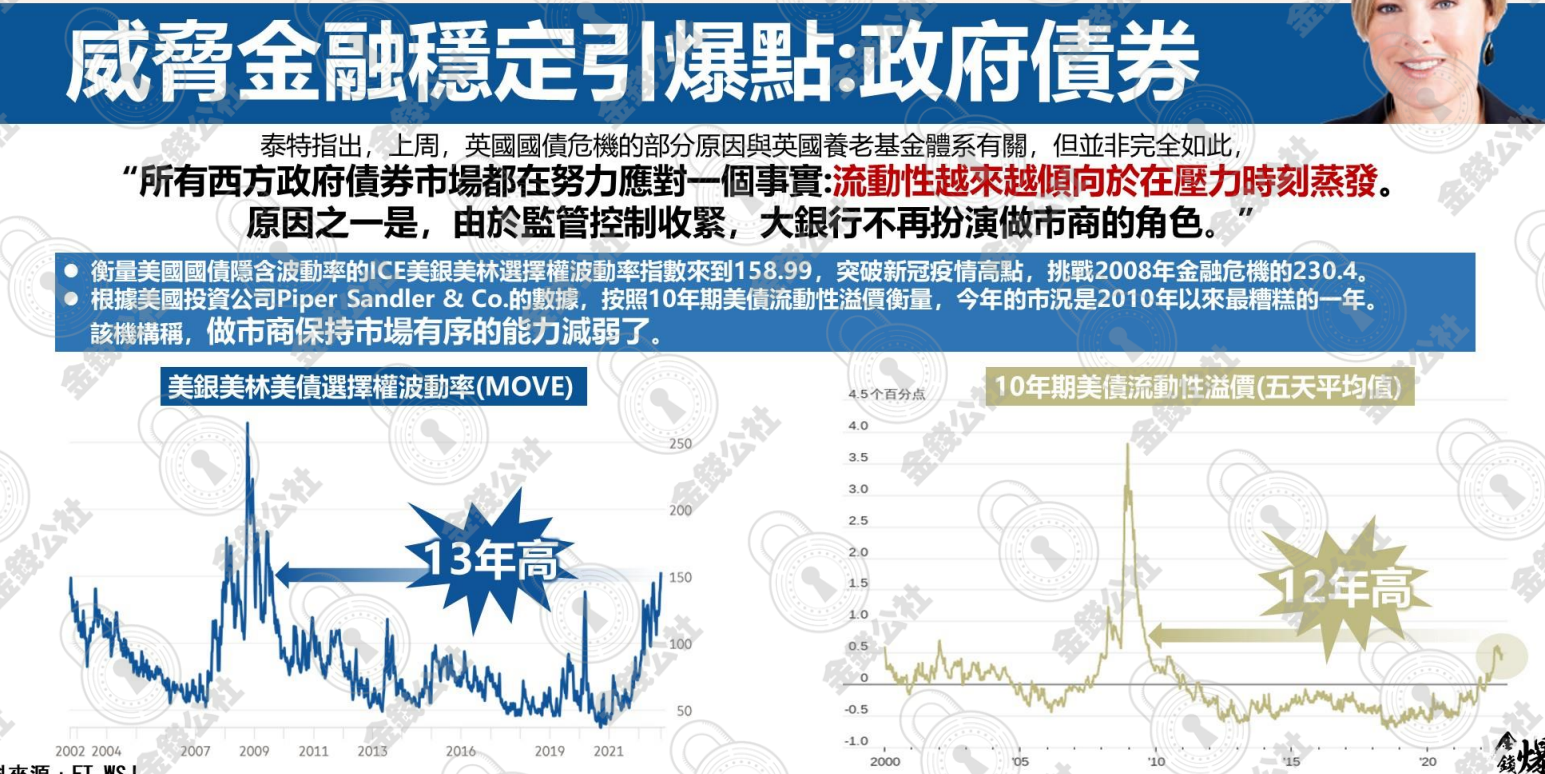 威脅金融穩定引爆點:政府債券
泰特指出，上周，英國國債危機的部分原因與英國養老基金體系有關，但並非完全如此，
“所有西方政府債券市場都在努力應對一個事實:流動性越來越傾向於在壓力時刻蒸發。
原因之一是，由於監管控制收緊，大銀行不再扮演做市商的角色。”
● 衡量美國國債隱含波動率的ICE美銀美林選擇權波動率指數來到158.99，突破新冠疫情高點，挑戰2008年金融危機的230.4。
● 根據美國投資公司Piper Sandler & Co.的數據，按照10年期美債流動性溢價衡量，今年的市況是2010年以來最糟糕的一年。
該機構稱，做市商保持市場有序的能力減弱了。
美銀美林美債選擇權波動率(MOVE)
250
200
150
100
50
13年高
2002 2004 2007 2009 2011 2013 2016 2019 2021
10年期美債流動性溢價(五天平均值)
4.5个百分点
4.0
3.5
3.0
2.5
2.0
1.5
1.0
0.5
0
-0.5
-1.0
12年高
2000 '05 '10 '15 '20
來源：FT WSJ
金錢爆
金錢公社